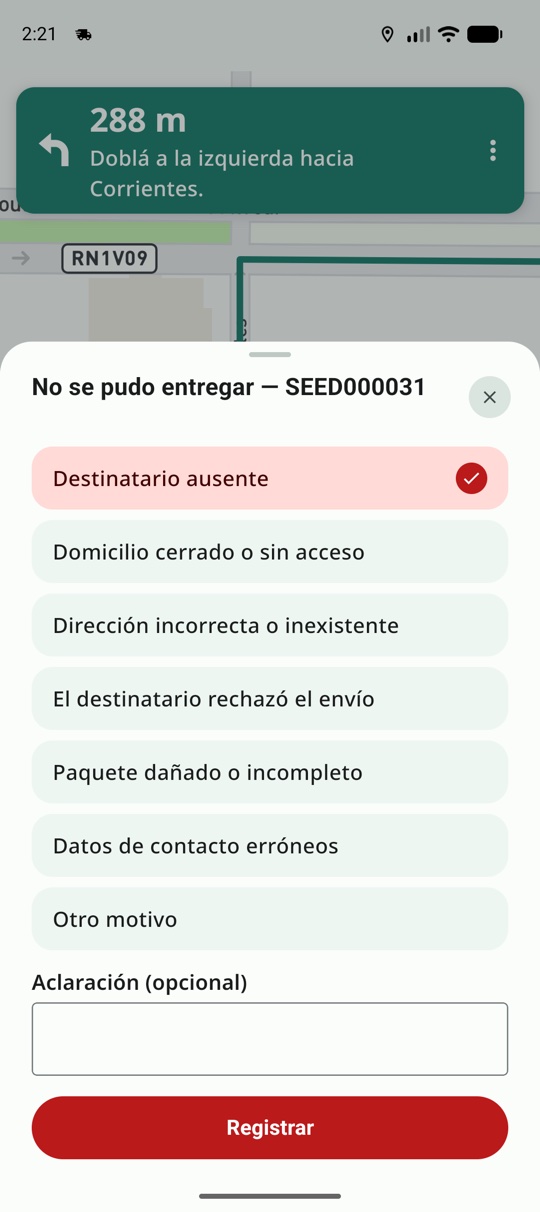 2:21
288 m
Doblá a la izquierda hacia
Corrientes.
RN1V09
No se pudo entregar — SEED000031
Destinatario ausente
Domicilio cerrado o sin acceso
Dirección incorrecta o inexistente
El destinatario rechazó el envío
Paquete dañado o incompleto
Datos de contacto erróneos
Otro motivo
Aclaración (opcional)
Registrar